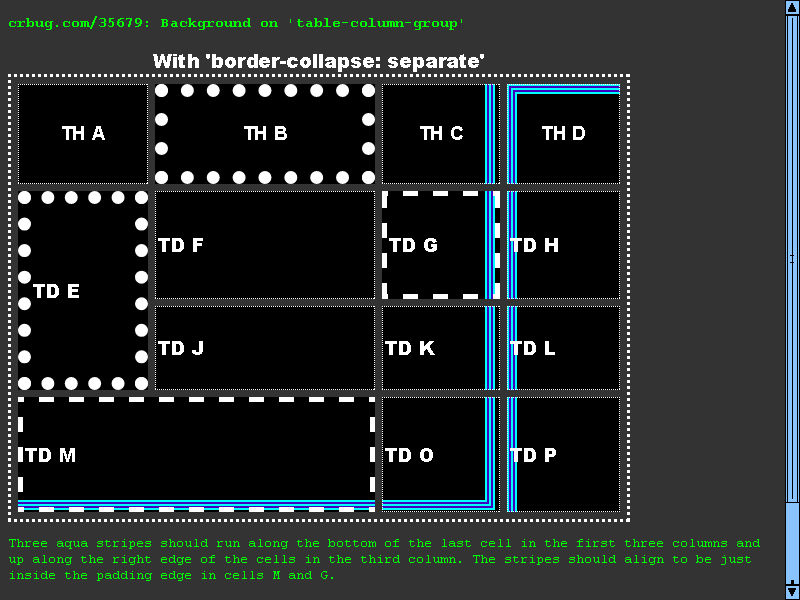 crbug.com/35679: Background on 'table-column-group'
With 'border-collapse: separate'
TH A TH B TH C TH D
TD E TD F TD G TD H
TD J TD K TD L
TD M TD O TD P
Three aqua stripes should run along the bottom of the last cell in the first three columns and
up along the right edge of the cells in the third column. The stripes should align to be just
inside the padding edge in cells M and G.